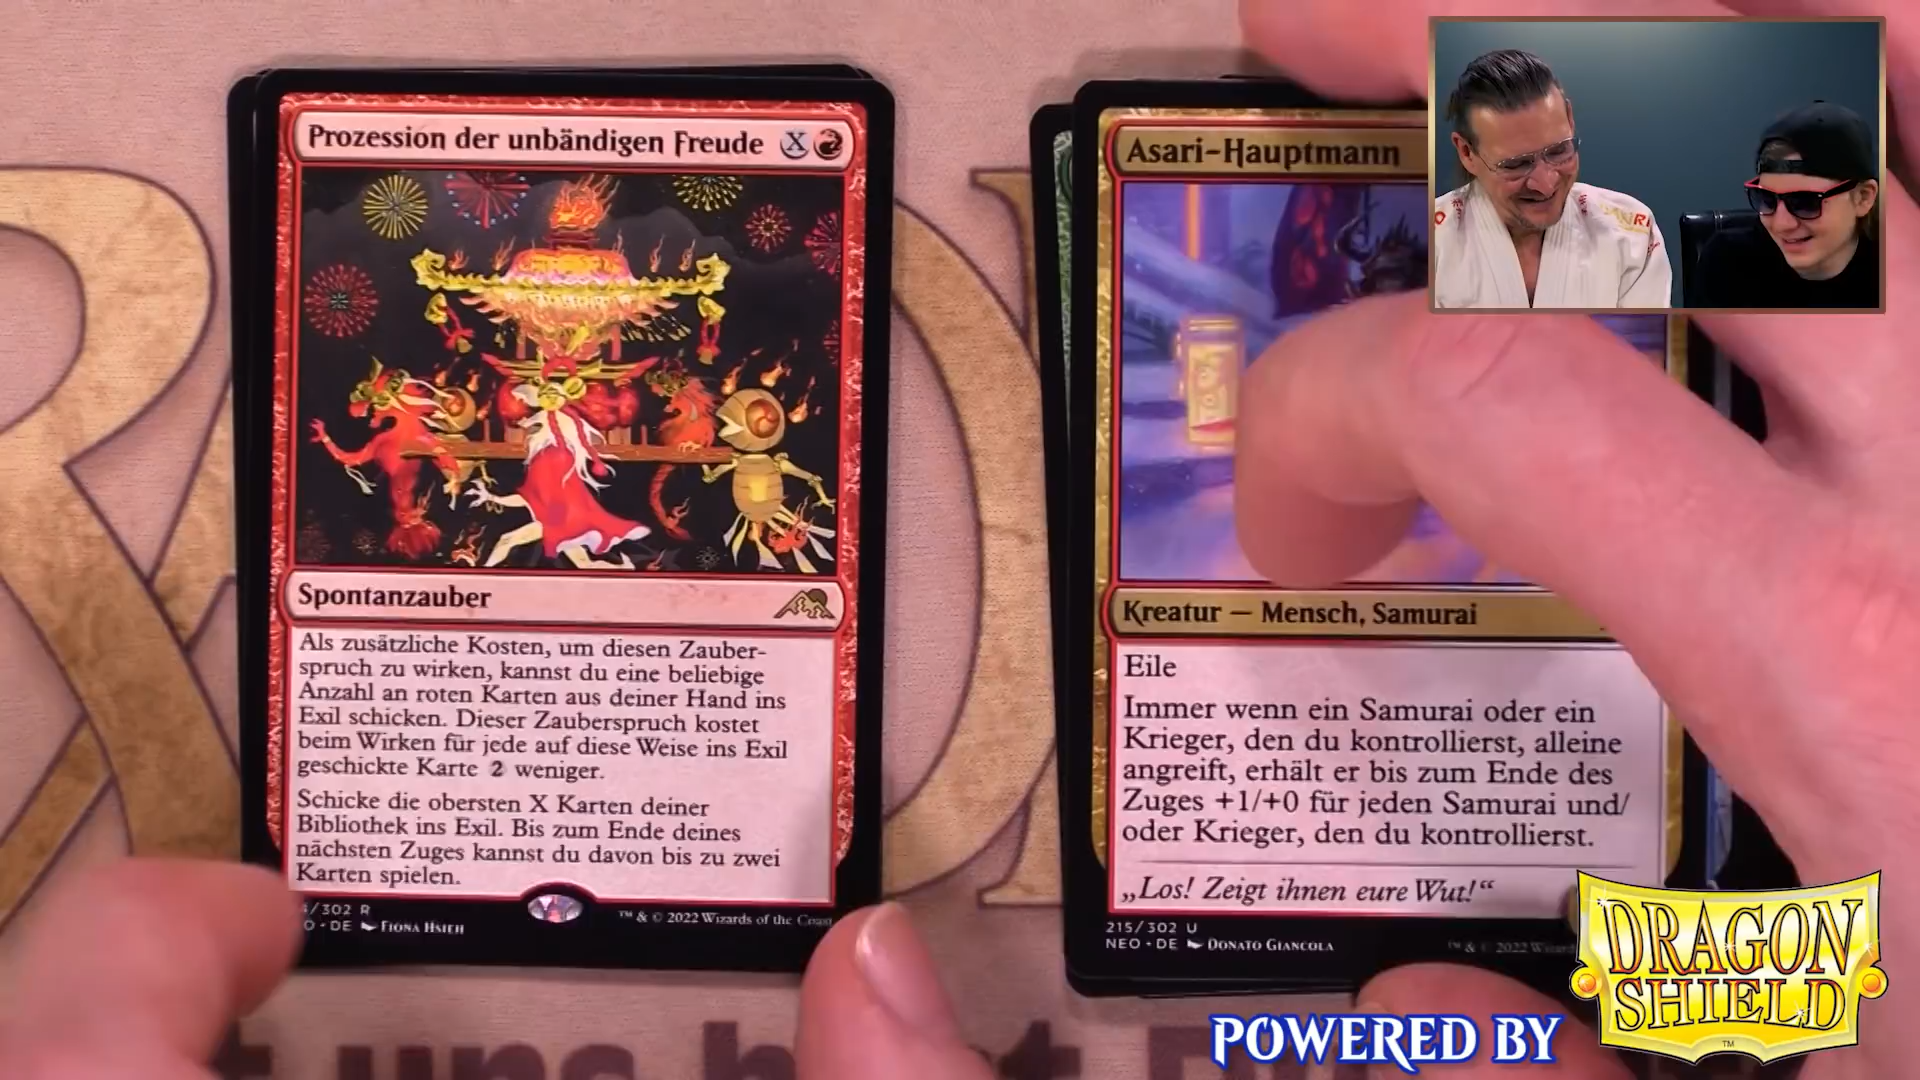 Prozession der unbändigen Freude X
Spontanzauber
Als zusätzliche Kosten, um diesen Zauber-
spruch zu wirken, kannst du eine beliebige
Anzahl an roten Karten aus deiner Hand ins
Exil schicken. Dieser Zauberspruch kostet
beim Wirken für jede auf diese Weise ins Exil
geschickte Karte 2 weniger.
Schicke die obersten X Karten deiner
Bibliothek ins Exil. Bis zum Ende deines
nächsten Zuges kannst du davon bis zu zwei
Karten spielen.
/302 R
O • DE FIONA HSIEH
™ & © 2022 Wizards of the Coast
Asari-Hauptmann
Kreatur — Mensch, Samurai
Eile
Immer wenn ein Samurai oder ein
Krieger, den du kontrollierst, alleine
angreift, erhält er bis zum Ende des
Zuges +1/+0 für jeden Samurai und/
oder Krieger, den du kontrollierst.
„Los! Zeigt ihnen eure Wut!“
215/302 U
NEO • DE DONATO GIANCOLA
™ & © 2022 Wizard
POWERED BY
DRAGON
SHIELD
™